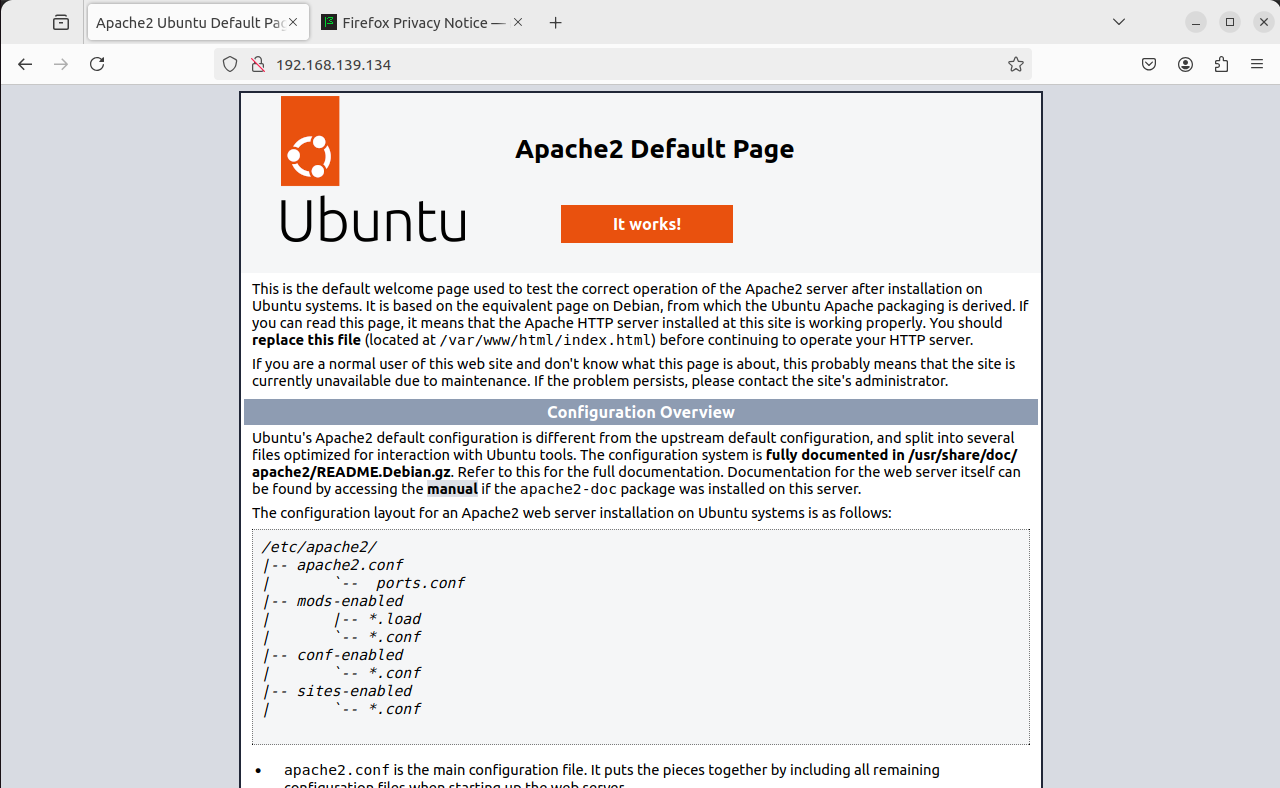 Apache2 Ubuntu Default Pag
Firefox Privacy Notice —
192.168.139.134
Apache2 Default Page
Ubuntu
It works!
This is the default welcome page used to test the correct operation of the Apache2 server after installation on
Ubuntu systems. It is based on the equivalent page on Debian, from which the Ubuntu Apache packaging is derived. If
you can read this page, it means that the Apache HTTP server installed at this site is working properly. You should
replace this file (located at /var/www/html/index.html) before continuing to operate your HTTP server.
If you are a normal user of this web site and don't know what this page is about, this probably means that the site is
currently unavailable due to maintenance. If the problem persists, please contact the site's administrator.
Configuration Overview
Ubuntu's Apache2 default configuration is different from the upstream default configuration, and split into several
files optimized for interaction with Ubuntu tools. The configuration system is fully documented in /usr/share/doc/
apache2/README.Debian.gz. Refer to this for the full documentation. Documentation for the web server itself can
be found by accessing the manual if the apache2-doc package was installed on this server.
The configuration layout for an Apache2 web server installation on Ubuntu systems is as follows:
/etc/apache2/
|-- apache2.conf
|       `--  ports.conf
|-- mods-enabled
|       |-- *.load
|       `-- *.conf
|-- conf-enabled
|       `-- *.conf
|-- sites-enabled
|       `-- *.conf
• apache2.conf is the main configuration file. It puts the pieces together by including all remaining
configuration files when starting up the web server.